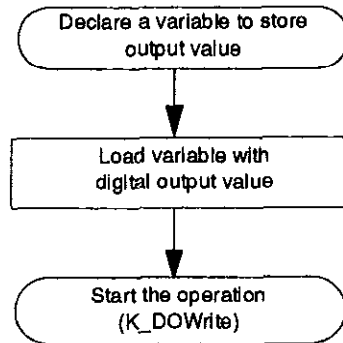 Declare a variable to store
output value
Load variable with
digital output value
Start the operation
(K_DOWrite)